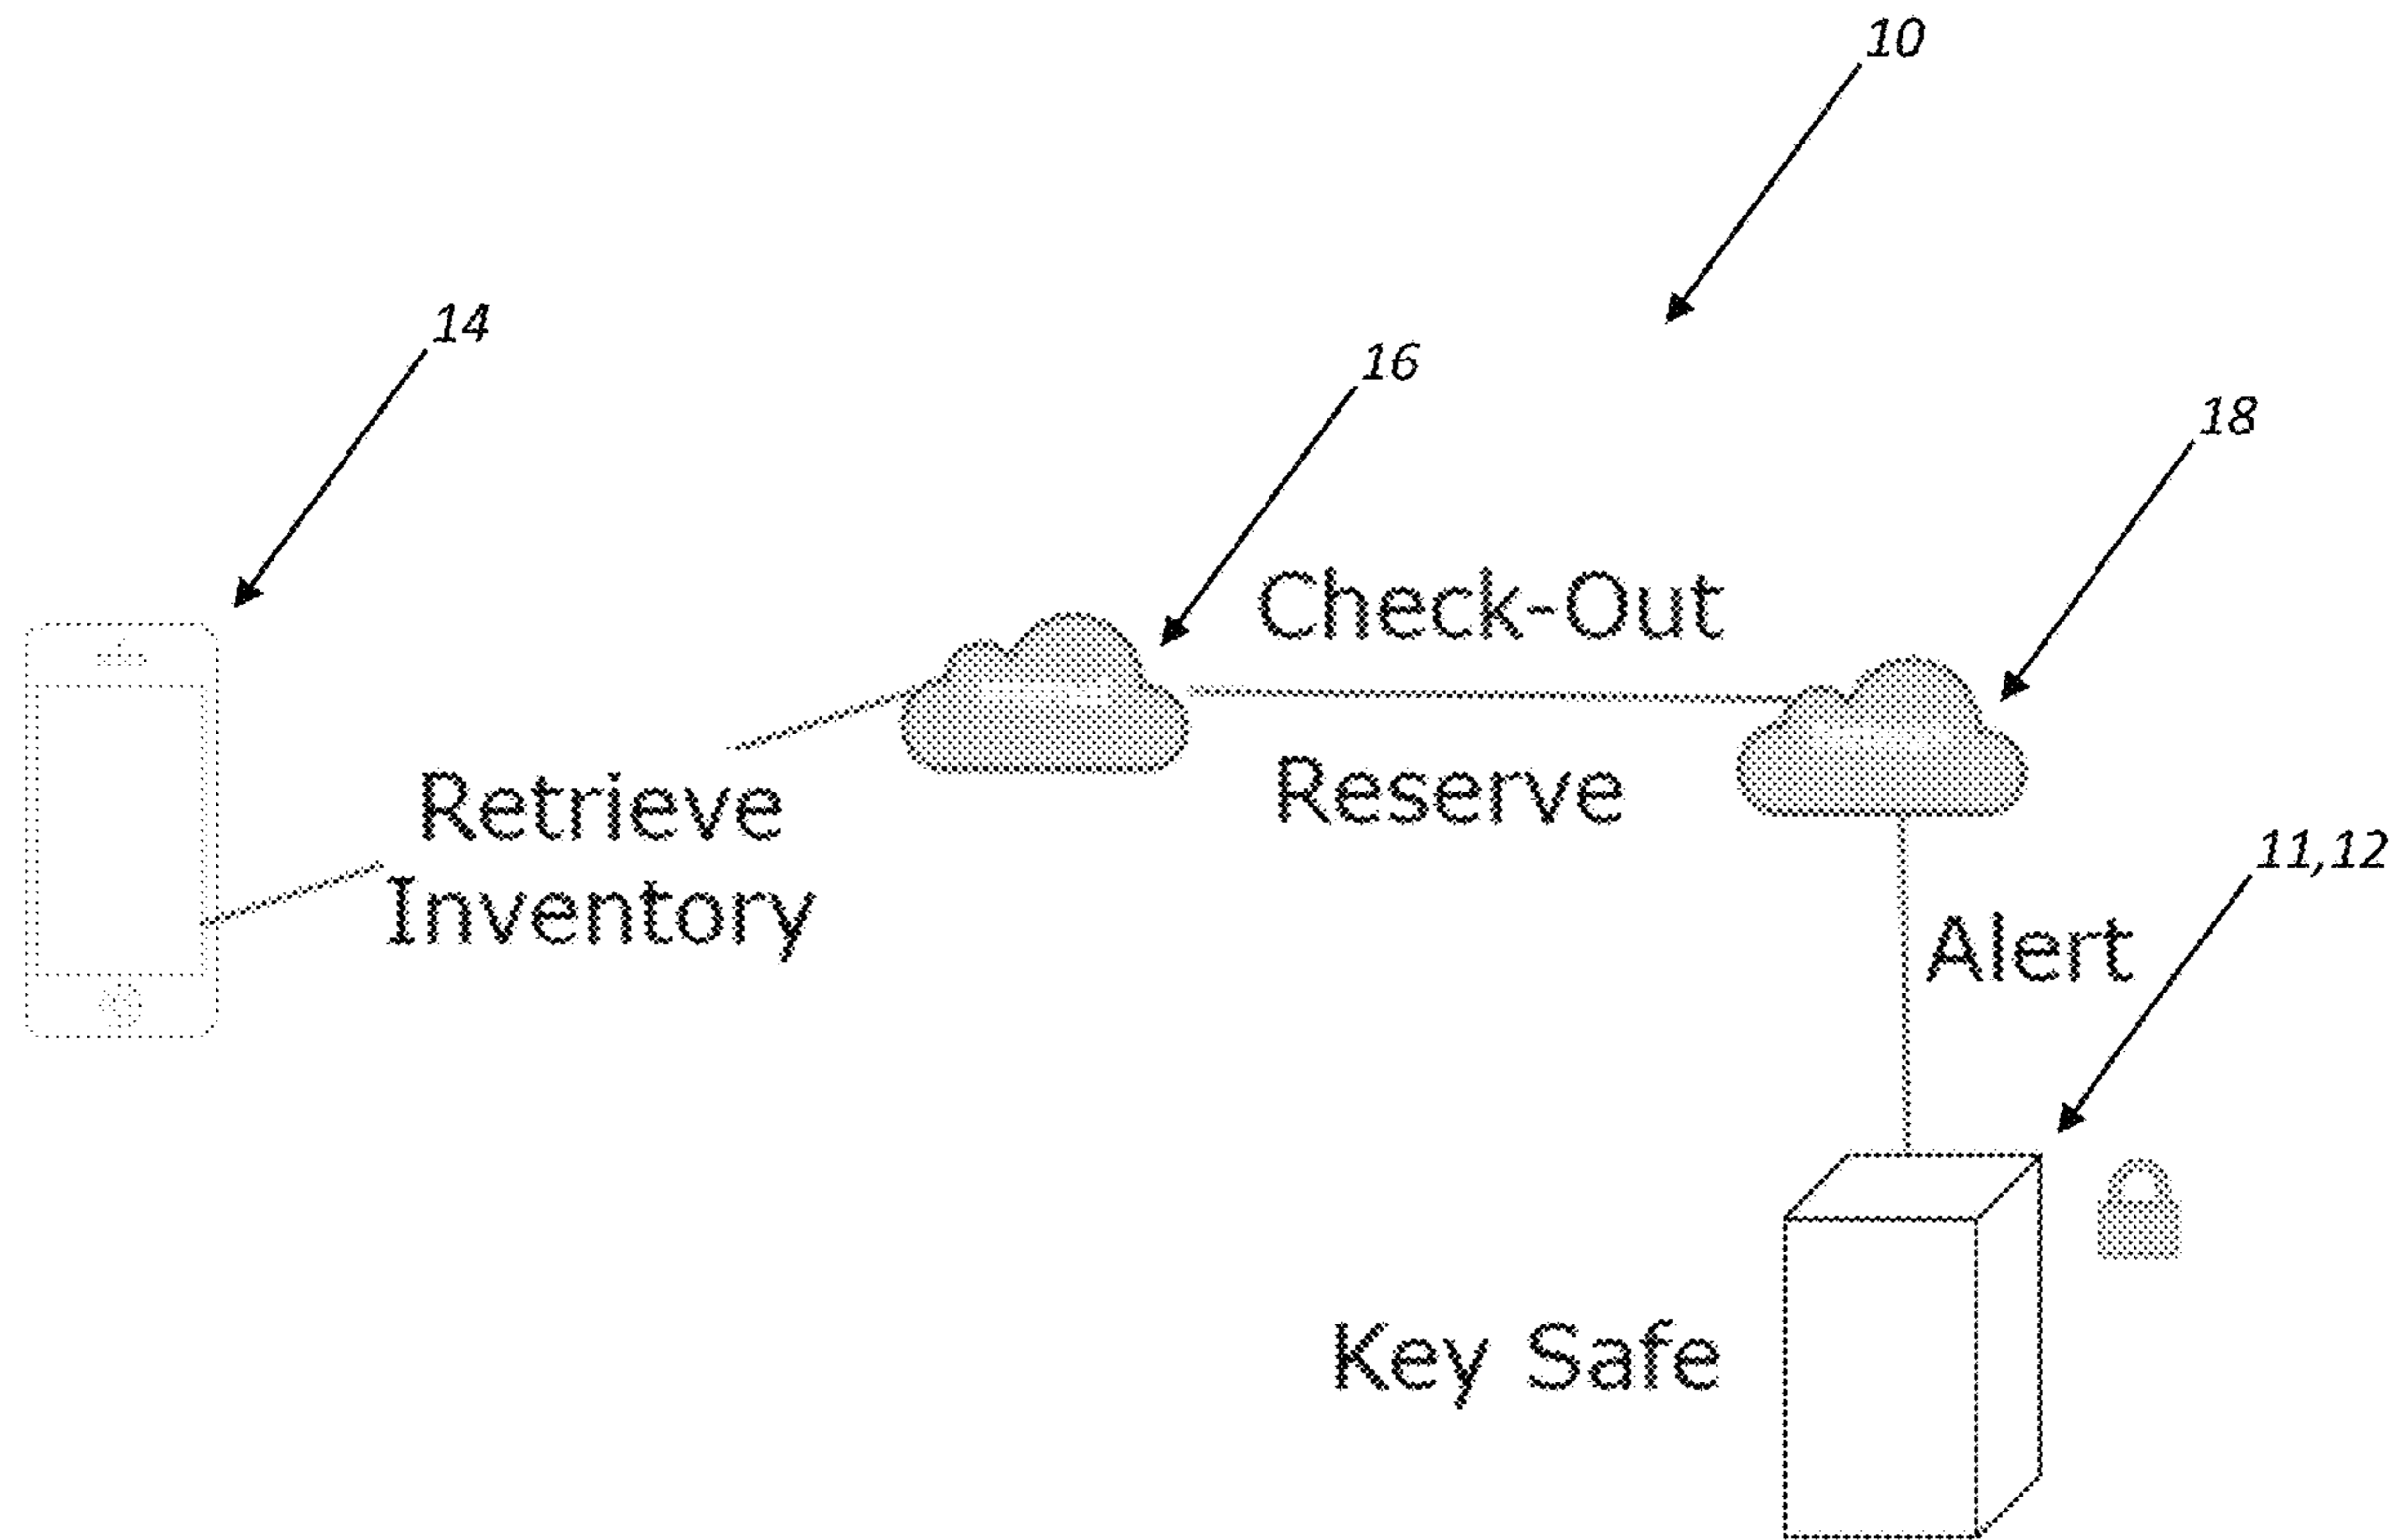 10
14
16
18
Check-Out
Reserve
Retrieve
Inventory
11,12
Alert
Key Safe